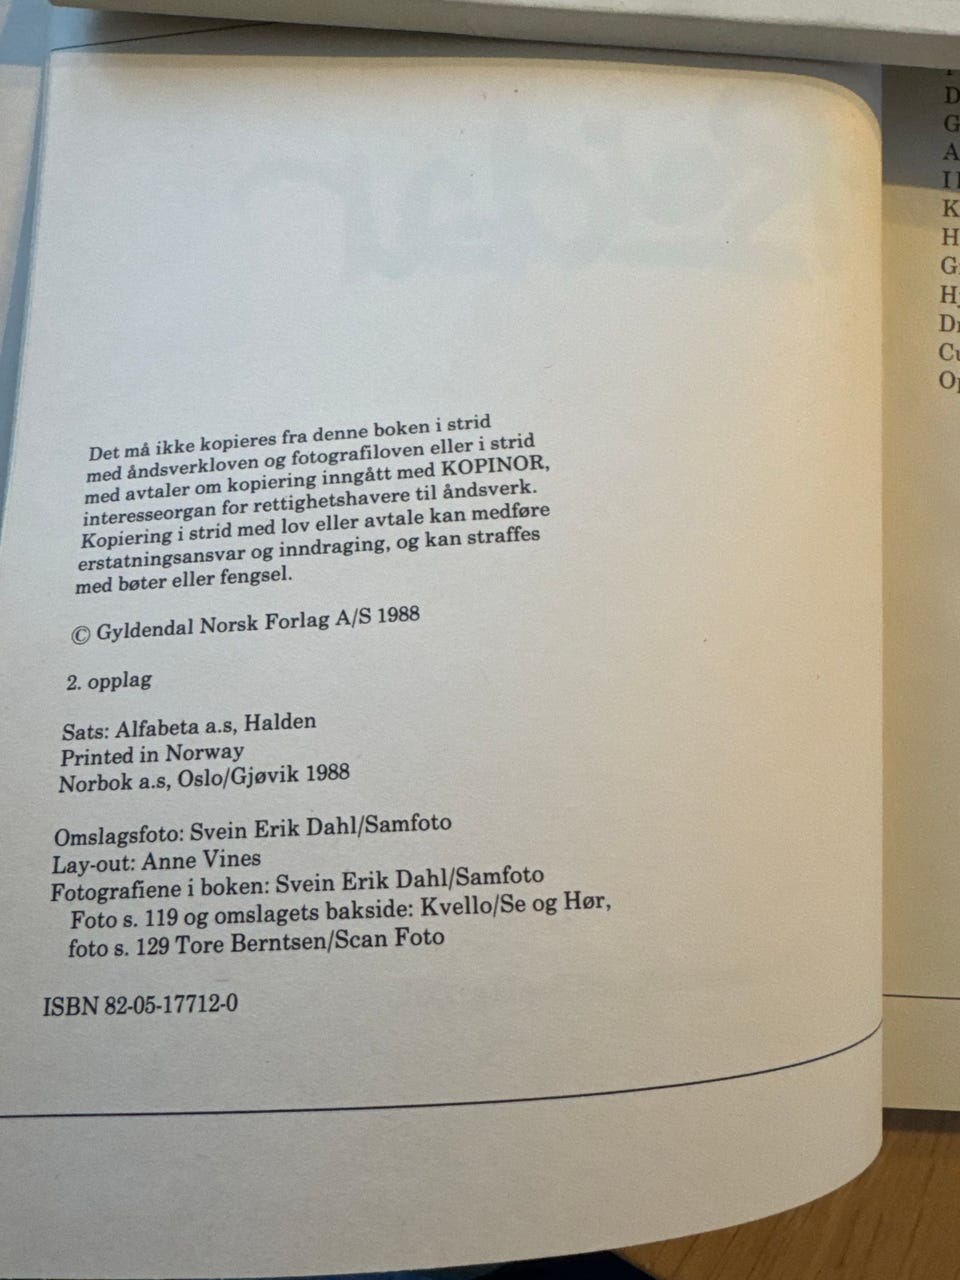 Det må ikke kopieres fra denne boken i strid
med åndsverkloven og fotografiloven eller i strid
med avtaler om kopiering inngått med KOPINOR,
interesseorgan for rettighetshavere til åndsverk.
Kopiering i strid med lov eller avtale kan medføre
erstatningsansvar og inndraging, og kan straffes
med bøter eller fengsel.
© Gyldendal Norsk Forlag A/S 1988
2. opplag
Sats: Alfabeta a.s, Halden
Printed in Norway
Norbok a.s, Oslo/Gjøvik 1988
Omslagsfoto: Svein Erik Dahl/Samfoto
Lay-out: Anne Vines
Fotografiene i boken: Svein Erik Dahl/Samfoto
Foto s. 119 og omslagets bakside: Kvello/Se og Hør,
foto s. 129 Tore Berntsen/Scan Foto
ISBN 82-05-17712-0